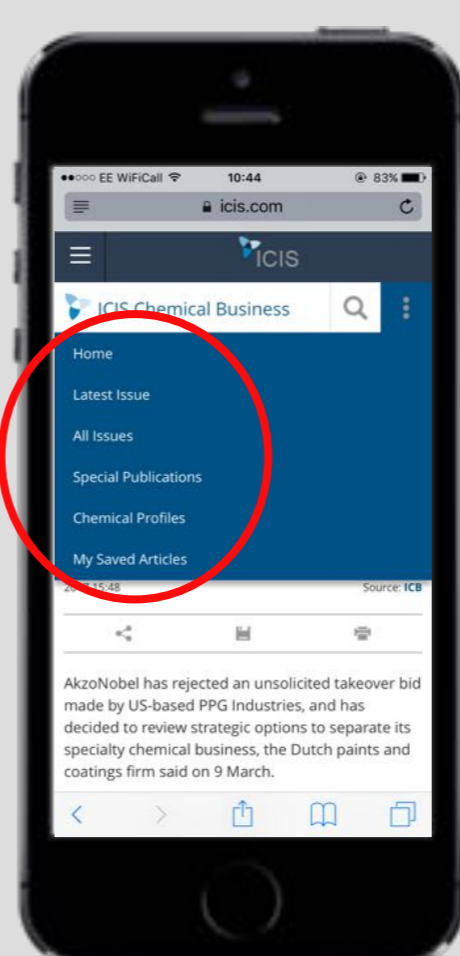 EE WiFiCall 10:44 83%
icis.com
ICIS
ICIS Chemical Business
Home
Latest Issue
All Issues
Special Publications
Chemical Profiles
My Saved Articles
15:48 Source: ICB
AkzoNobel has rejected an unsolicited takeover bid
made by US-based PPG Industries, and has
decided to review strategic options to separate its
specialty chemical business, the Dutch paints and
coatings firm said on 9 March.